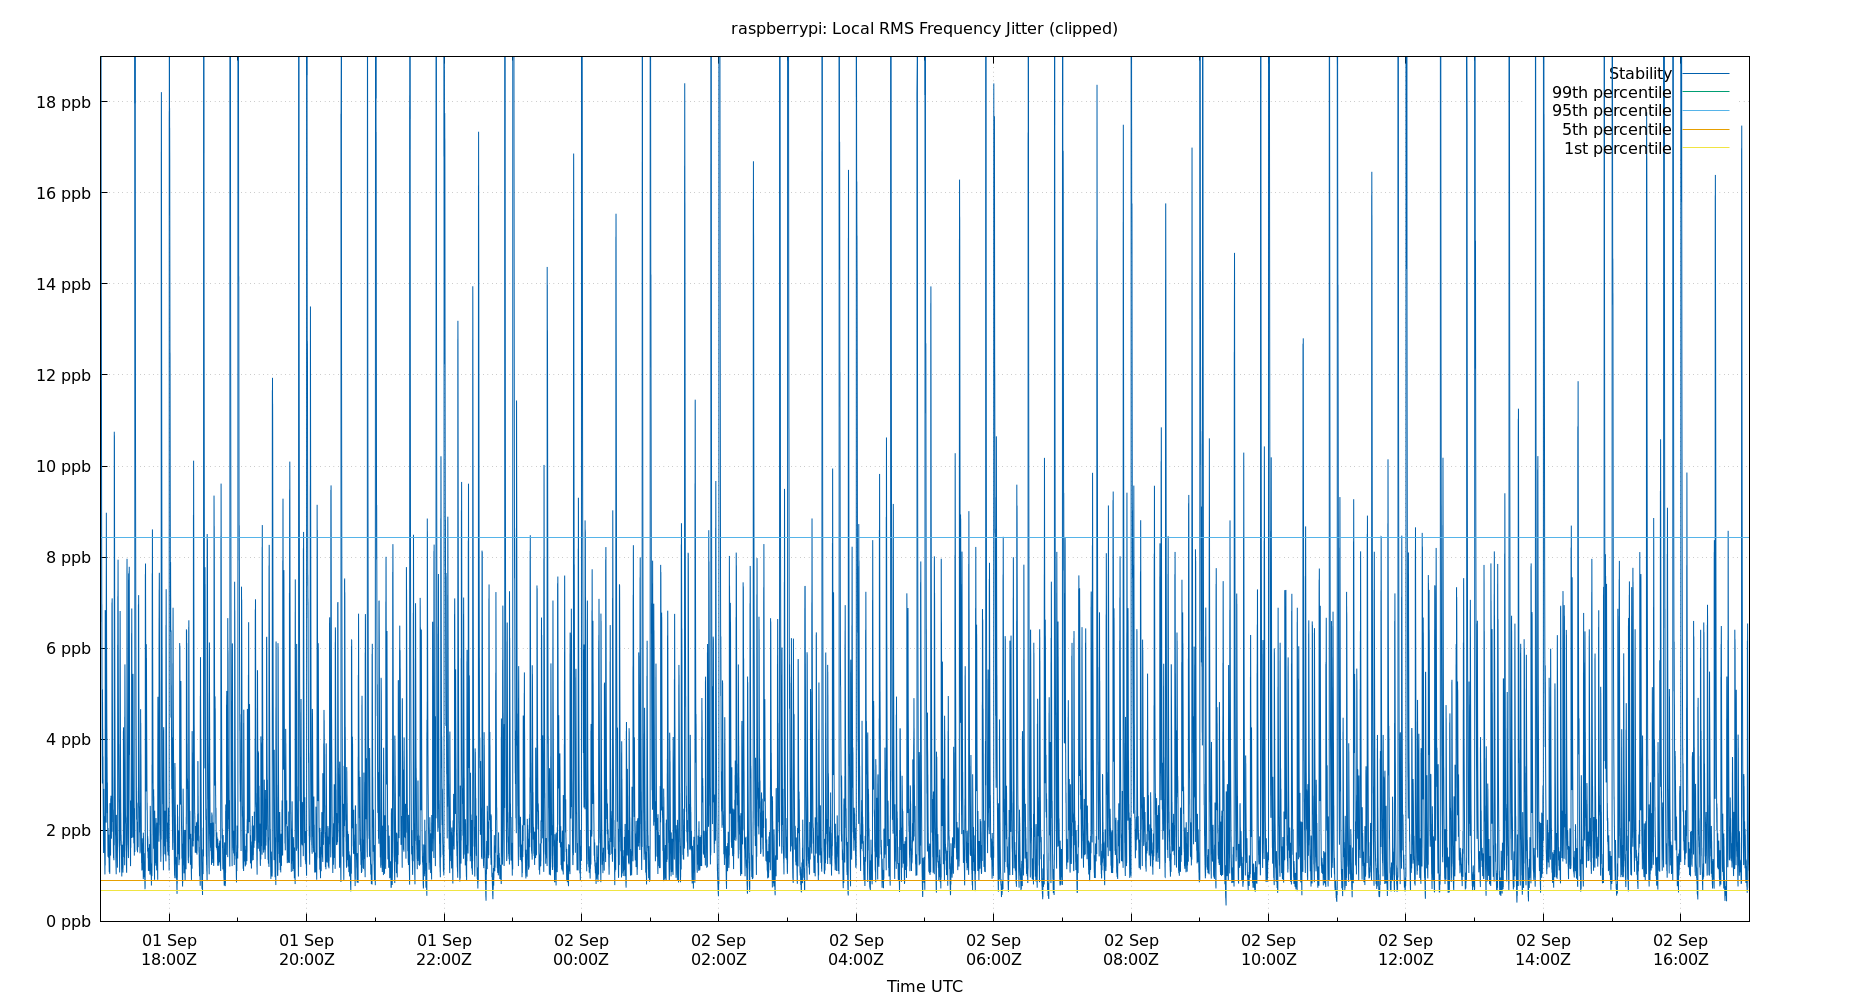 raspberrypi: Local RMS Frequency Jitter (clipped)
Stability
99th percentile
95th percentile
5th percentile
1st percentile
18 ppb
16 ppb
14 ppb
12 ppb
10 ppb
8 ppb
6 ppb
4 ppb
2 ppb
0 ppb
01 Sep 01 Sep 01 Sep 02 Sep 02 Sep 02 Sep 02 Sep 02 Sep 02 Sep 02 Sep 02 Sep 02 Sep
18:00Z 20:00Z 22:00Z 00:00Z 02:00Z 04:00Z 06:00Z 08:00Z 10:00Z 12:00Z 14:00Z 16:00Z
Time UTC